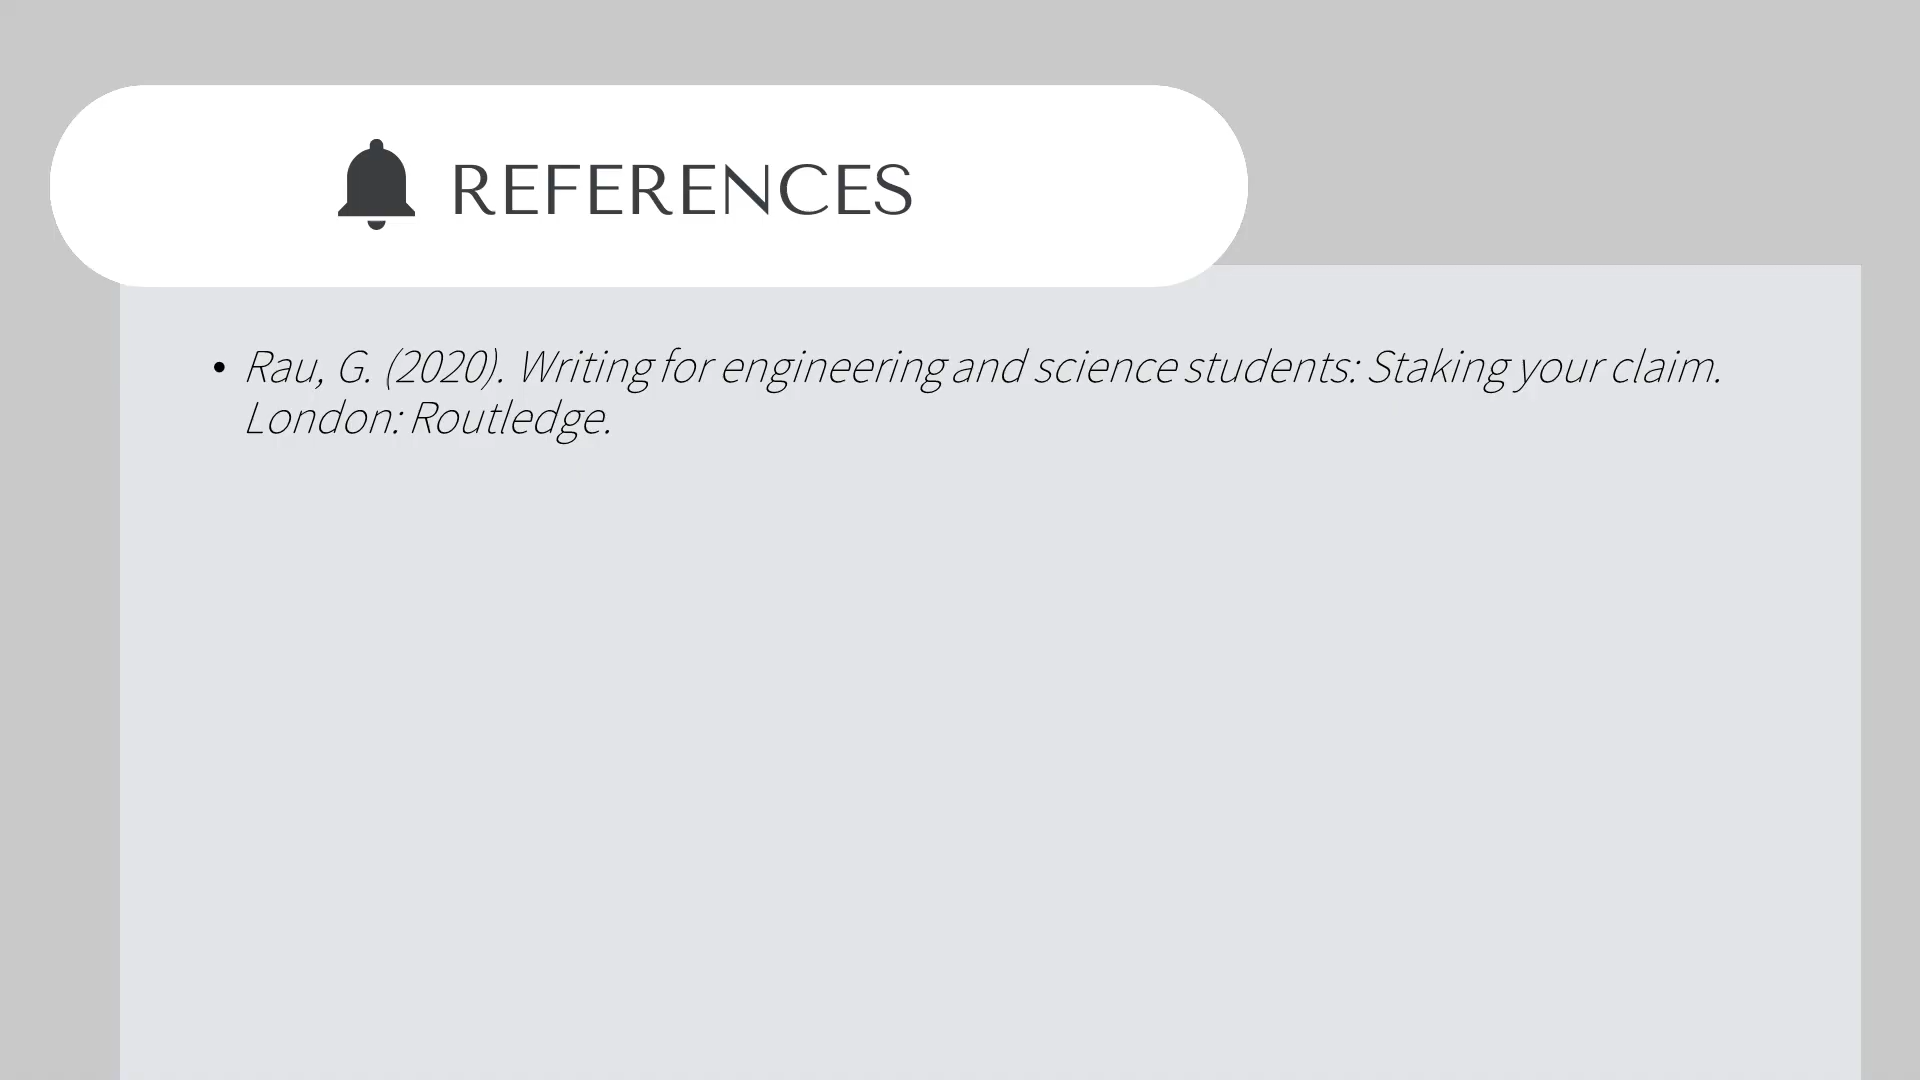 REFERENCES
• Rau, G. (2020). Writing for engineering and science students: Staking your claim.
London: Routledge.